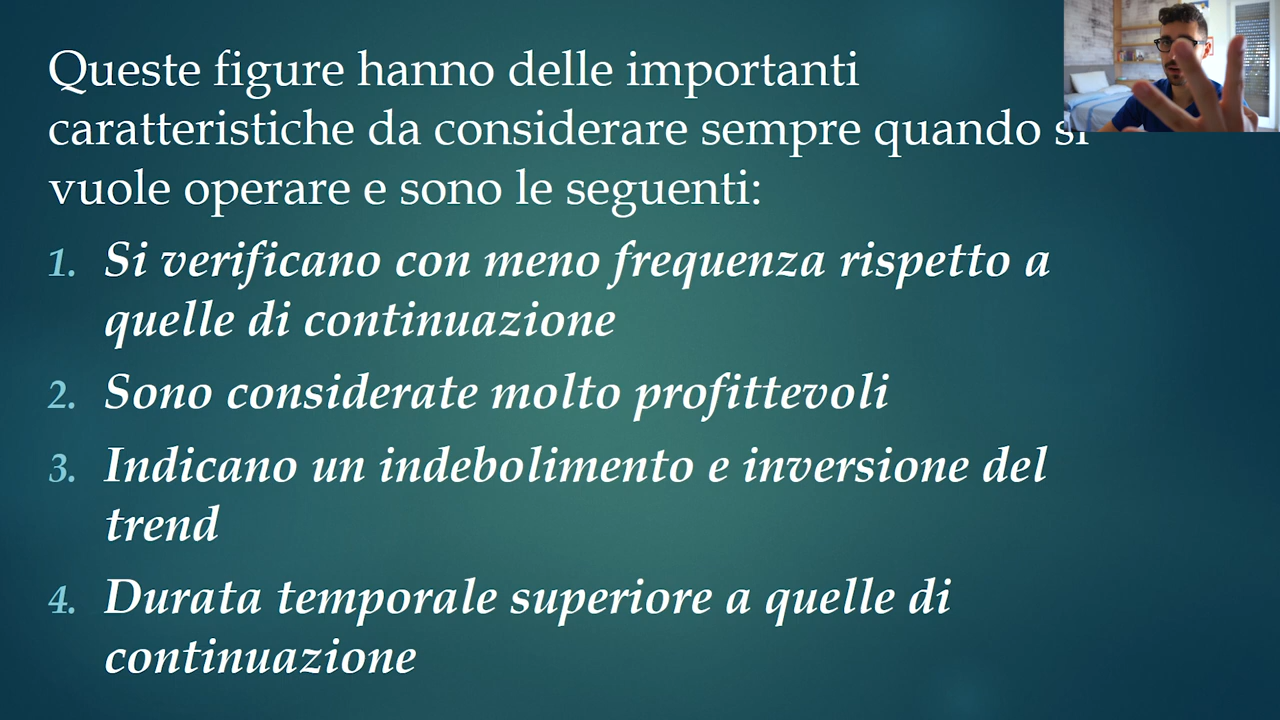 Queste figure hanno delle importanti
caratteristiche da considerare sempre quando si
vuole operare e sono le seguenti:
1. Si verificano con meno frequenza rispetto a
quelle di continuazione
2. Sono considerate molto profittevoli
3. Indicano un indebolimento e inversione del
trend
4. Durata temporale superiore a quelle di
continuazione